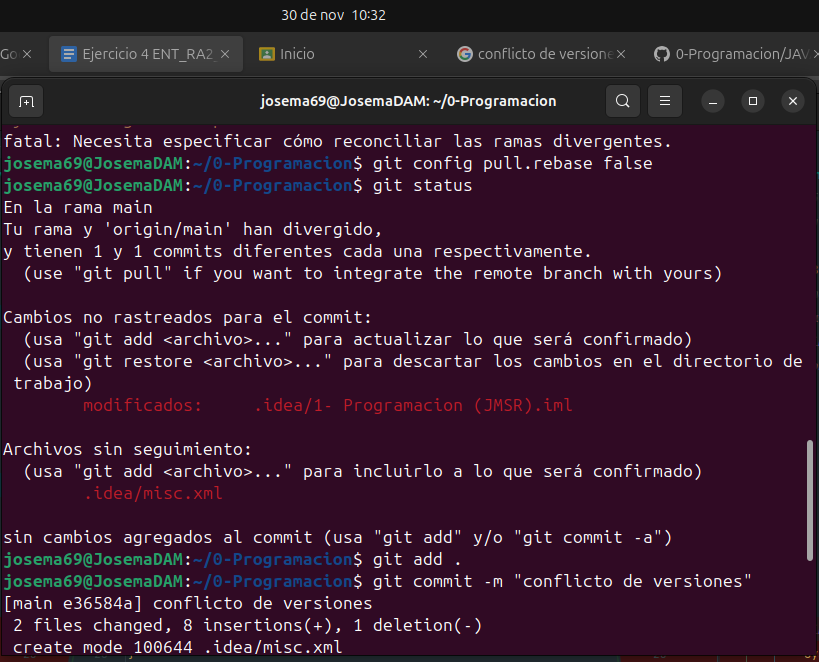 30 de nov 10:32
Go
Ejercicio 4 ENT_RA2_
Inicio
conflicto de versione
0-Programacion/JAV
josema69@JosemaDAM: ~/0-Programacion
fatal: Necesita especificar cómo reconciliar las ramas divergentes.
josema69@JosemaDAM:~/0-Programacion$ git config pull.rebase false
josema69@JosemaDAM:~/0-Programacion$ git status
En la rama main
Tu rama y 'origin/main' han divergido,
y tienen 1 y 1 commits diferentes cada una respectivamente.
(use "git pull" if you want to integrate the remote branch with yours)
Cambios no rastreados para el commit:
(usa "git add <archivo>..." para actualizar lo que será confirmado)
(usa "git restore <archivo>..." para descartar los cambios en el directorio de
trabajo)
modificados:     .idea/1- Programacion (JMSR).iml
Archivos sin seguimiento:
(usa "git add <archivo>..." para incluirlo a lo que será confirmado)
.idea/misc.xml
sin cambios agregados al commit (usa "git add" y/o "git commit -a")
josema69@JosemaDAM:~/0-Programacion$ git add .
josema69@JosemaDAM:~/0-Programacion$ git commit -m "conflicto de versiones"
[main e36584a] conflicto de versiones
2 files changed, 8 insertions(+), 1 deletion(-)
create mode 100644 .idea/misc.xml